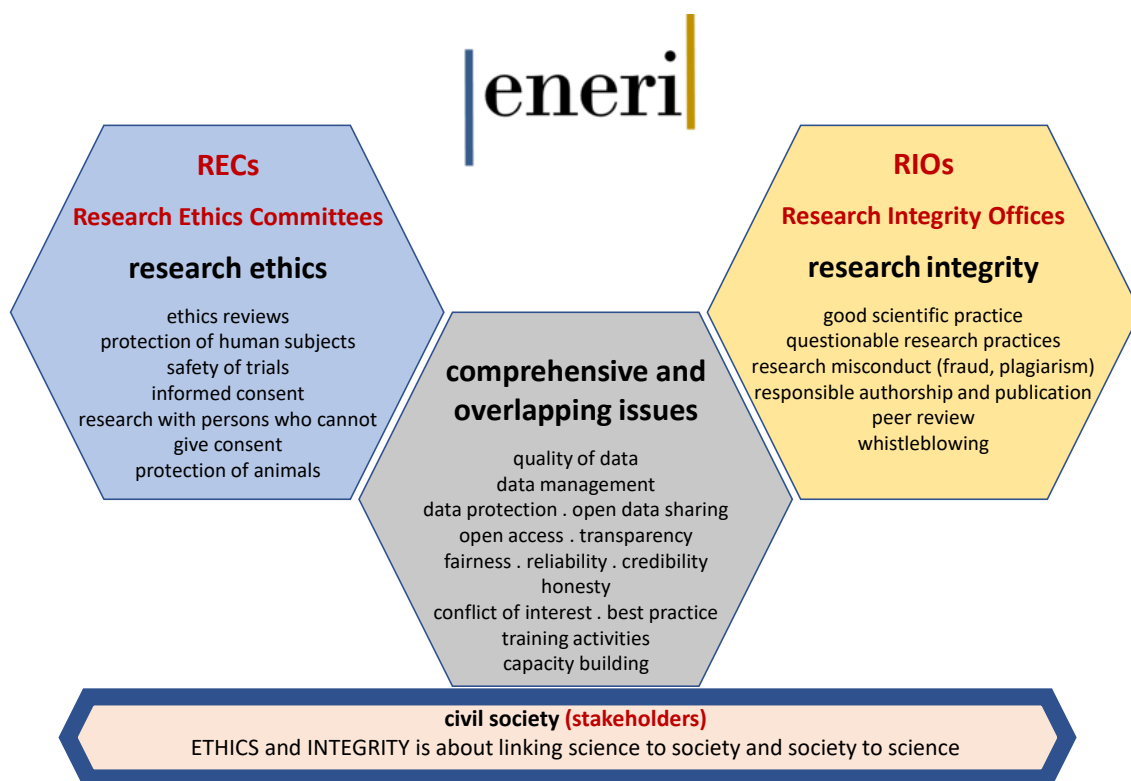 eneri
RECs
Research Ethics Committees
research ethics
ethics reviews
protection of human subjects
safety of trials
informed consent
research with persons who cannot
give consent
protection of animals
comprehensive and
overlapping issues
quality of data
data management
data protection . open data sharing
open access . transparency
fairness . reliability . credibility
honesty
conflict of interest . best practice
training activities
capacity building
RIOs
Research Integrity Offices
research integrity
good scientific practice
questionable research practices
research misconduct (fraud, plagiarism)
responsible authorship and publication
peer review
whistleblowing
civil society (stakeholders)
ETHICS and INTEGRITY is about linking science to society and society to science